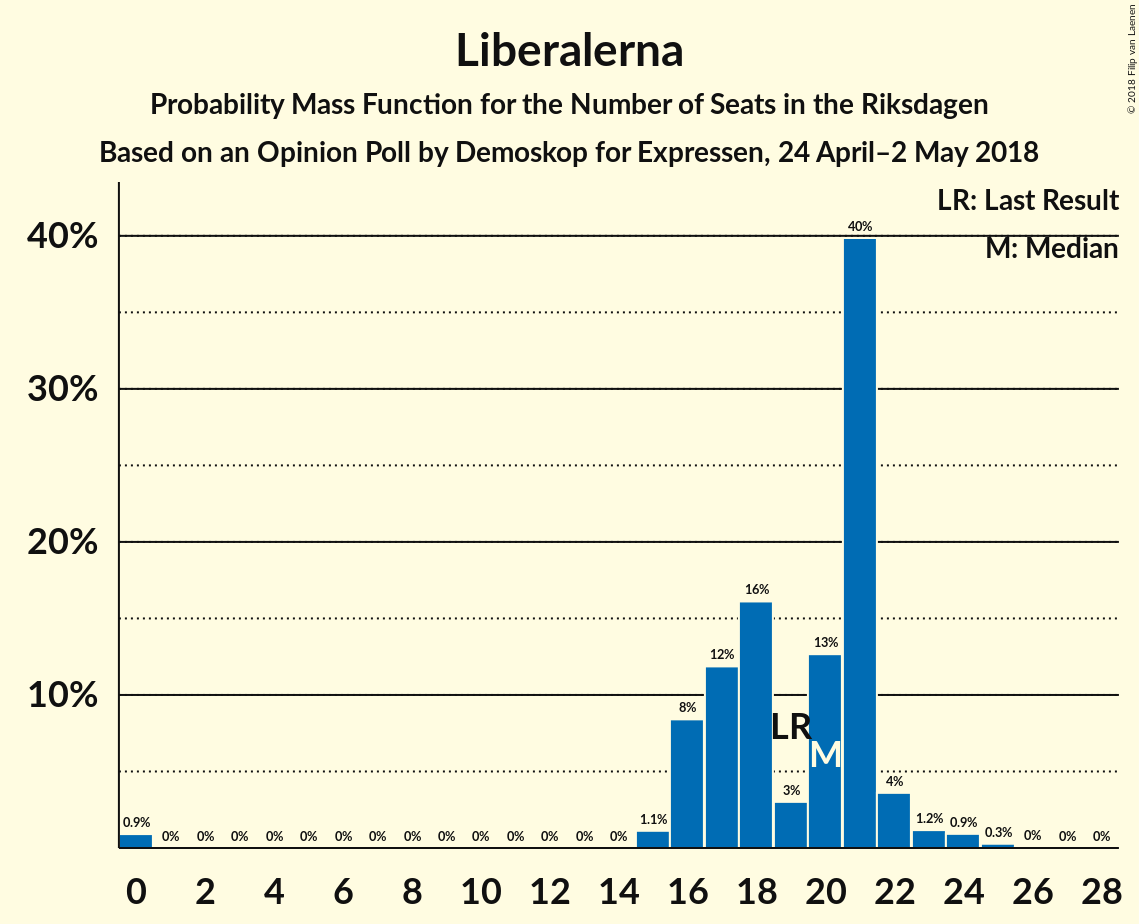 Liberalerna
Probability Mass Function for the Number of Seats in the Riksdagen
Based on an Opinion Poll by Demoskop for Expressen, 24 April–2 May 2018
© 2018 Filip van Laenen
LR: Last Result
M: Median
40%
30%
20%
10%
0.9% 0% 0% 0% 0% 0% 0% 0% 0% 0% 0% 0% 0% 0% 0% 1.1% 8% 12% 16% 3% 13% 40% 4% 1.2% 0.9% 0.3% 0% 0% 0%
LR
M
0 2 4 6 8 10 12 14 16 18 20 22 24 26 28